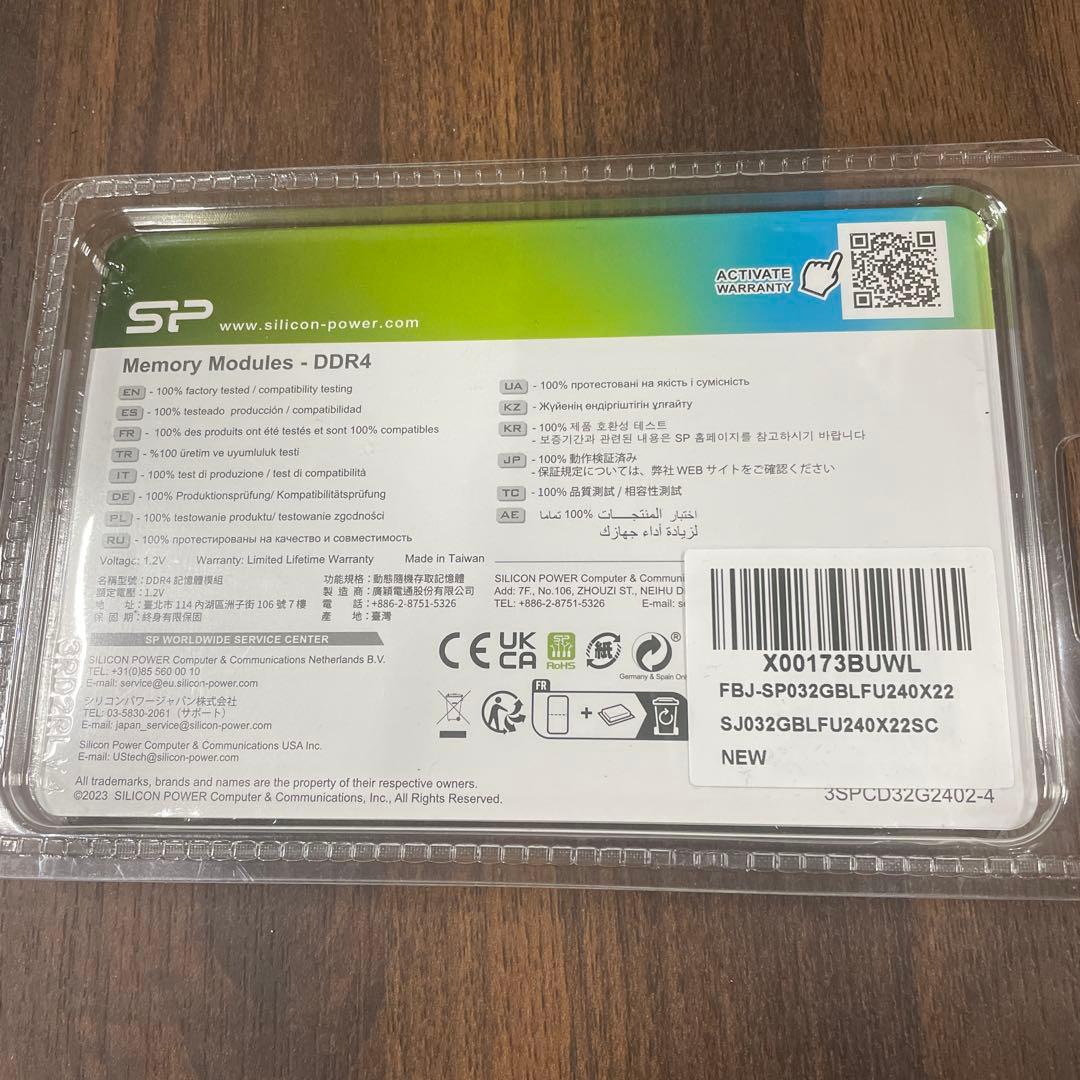 ACTIVATE
WARRANTY
SP www.silicon-power.com
Memory Modules - DDR4
EN - 100% factory tested / compatibility testing
ES - 100% testeado producción / compatibilidad
FR - 100% des produits ont été testés et sont 100% compatibles
TR - %100 üretim ve uyumluluk testi
IT - 100% test di produzione / test di compatibilità
DE - 100% Produktionsprüfung/ Kompatibilitätsprüfung
PL - 100% testowanie produktu/ testowanie zgodności
RU - 100% протестированы на качество и совместимость
UA - 100% протестовані на якість і сумісність
KZ - Жүйенің өндіргіштігін ұлғайту
KR - 100% 제품 호환성 테스트
- 보증기간과 관련된 내용은 SP 홈페이지를 참고하시기 바랍니다
JP - 100% 動作検証済み
- 保証規定については、弊社 WEB サイトをご確認ください
TC - 100% 品質測試 / 相容性測試
AE اختبار المنتجات 100% تماما
لزيادة أداء جهازك
Voltage: 1.2V Warranty: Limited Lifetime Warranty Made in Taiwan
名稱型號：DDR4 記憶體模組
額定電壓：1.2V
地 址：臺北市 114 內湖區洲子街 106 號 7 樓
保 固 期：終身有限保固
功能規格：動態隨機存取記憶體
製 造 商：廣穎電通股份有限公司
電 話：+886-2-8751-5326
產 地：臺灣
SILICON POWER Computer & Communi
Add: 7F., No.106, ZHOUZI ST., NEIHU D
TEL: +886-2-8751-5326 E-mail:
SP WORLDWIDE SERVICE CENTER
SILICON POWER Computer & Communications Netherlands B.V.
TEL: +31(0)85 560 00 10
E-mail: service@eu.silicon-power.com
シリコンパワージャパン株式会社
TEL: 03-5830-2061（サポート）
E-mail: japan_service@silicon-power.com
Silicon Power Computer & Communications USA Inc.
E-mail: UStech@silicon-power.com
CE UK
CA
SP
RoHS
紙
®
Germany & Spain Onl
FR
+
All trademarks, brands and names are the property of their respective owners.
©2023 SILICON POWER Computer & Communications, Inc., All Rights Reserved.
X00173BUWL
FBJ-SP032GBLFU240X22
SJ032GBLFU240X22SC
NEW
3SPCD32G2402-4